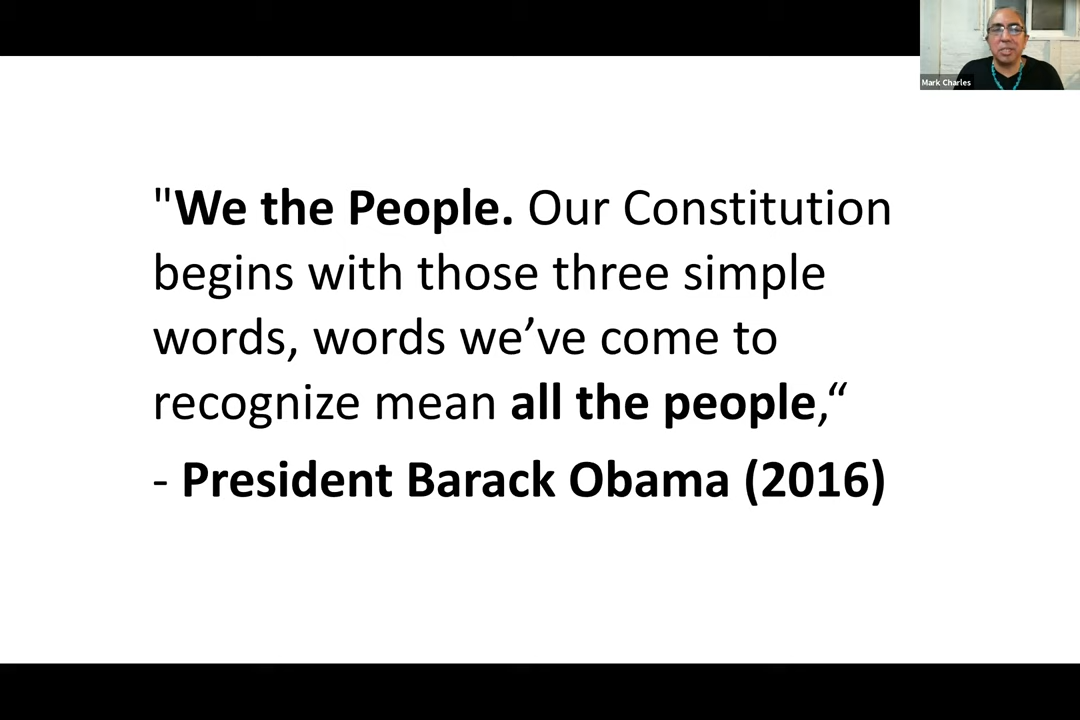 Mark Charles
"We the People. Our Constitution
begins with those three simple
words, words we’ve come to
recognize mean all the people,“
- President Barack Obama (2016)